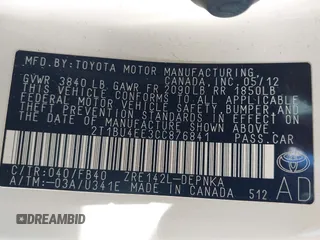 MFD.BY:TOYOTA MOTOR MANUFACTURING
CANADA INC. 05/12
GVWR 3840 LB GAWR FR 2090LB RR 1850LB
THIS VEHICLE CONFORMS TO ALL APPLICABLE
FEDERAL MOTOR VEHICLE SAFETY, BUMPER AND
THEFT PREVENTION STANDARDS IN EFFECT ON
THE DATE OF MANUFACTURE SHOWN ABOVE.
2T1BU4EE3CC876841 PASS.CAR
C/TR:040/FB40 ZRE142L-DEPNKA
A/TM:-03A/U341E MADE IN CANADA 512
AD
TOYOTA
DREAMBID